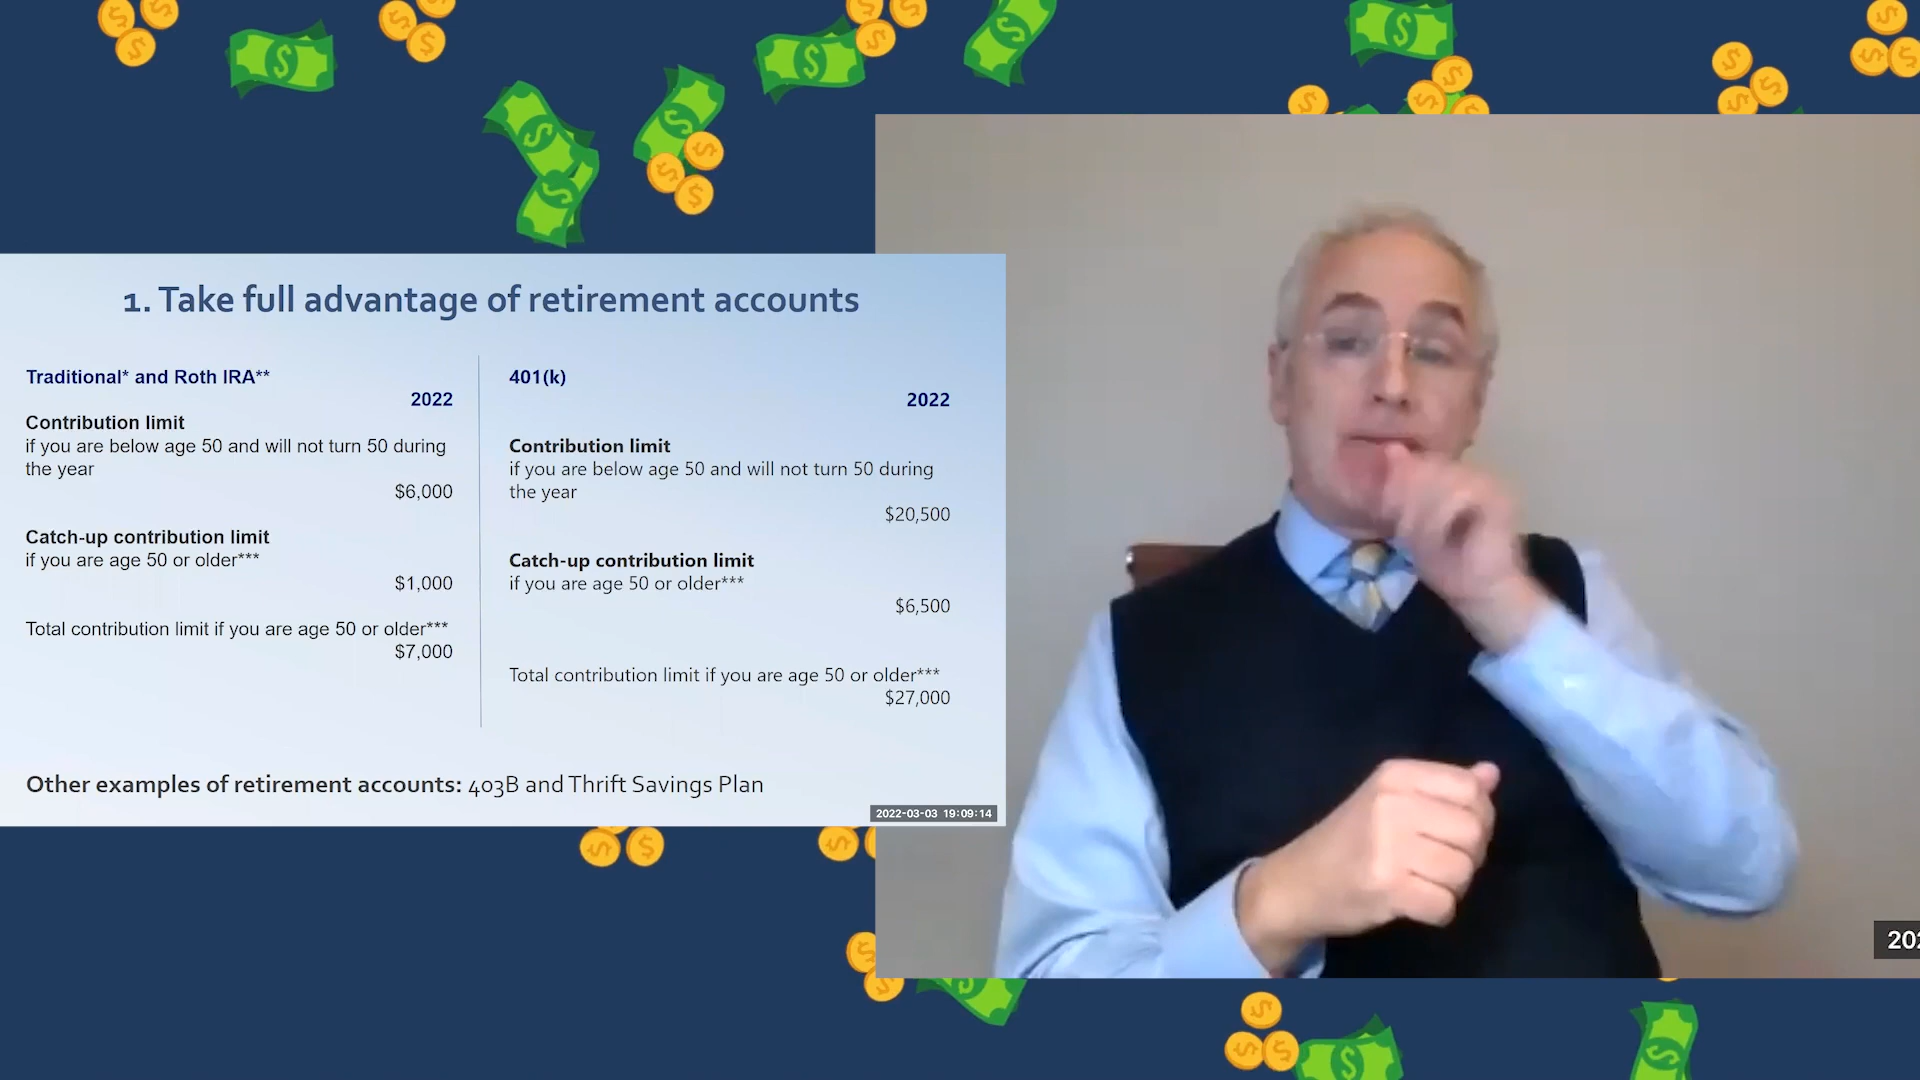 1. Take full advantage of retirement accounts
Traditional* and Roth IRA**
2022
Contribution limit
if you are below age 50 and will not turn 50 during
the year
$6,000
Catch-up contribution limit
if you are age 50 or older***
$1,000
Total contribution limit if you are age 50 or older***
$7,000
401(k)
2022
Contribution limit
if you are below age 50 and will not turn 50 during
the year
$20,500
Catch-up contribution limit
if you are age 50 or older***
$6,500
Total contribution limit if you are age 50 or older***
$27,000
Other examples of retirement accounts: 403B and Thrift Savings Plan
2022-03-03 19:09:14